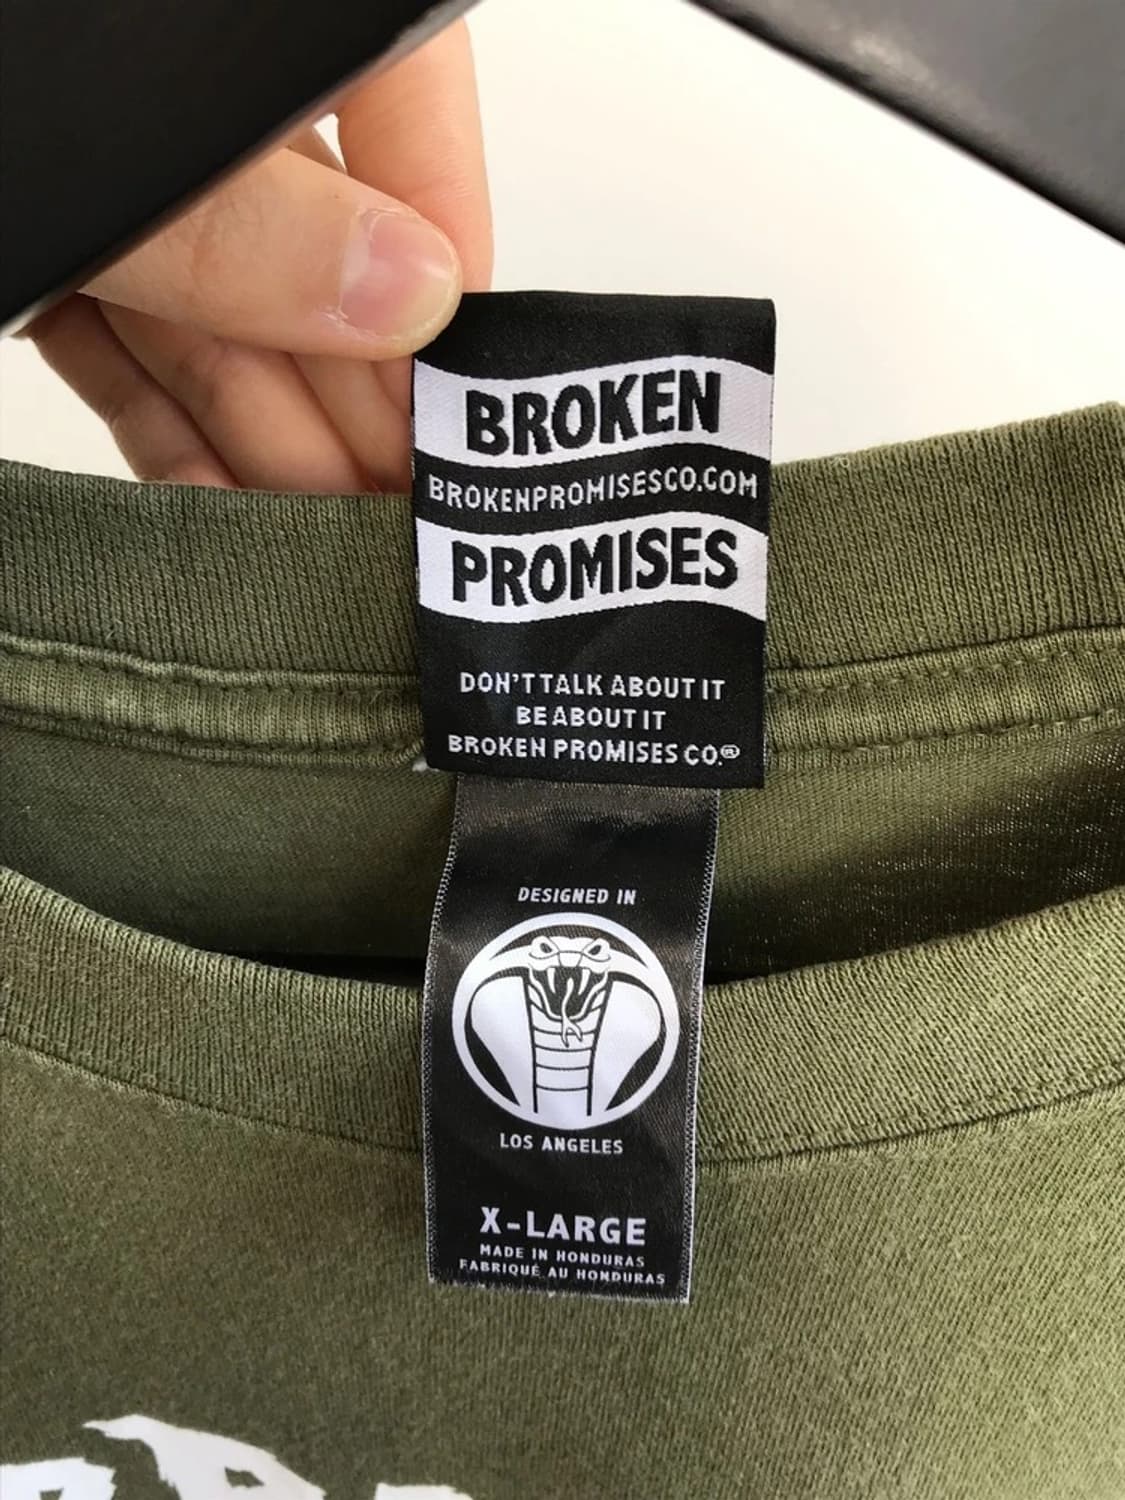 BROKEN
BROKENPROMISESCO.COM
PROMISES
DON'T TALK ABOUT IT
BE ABOUT IT
BROKEN PROMISES CO.®
DESIGNED IN
LOS ANGELES
X-LARGE
MADE IN HONDURAS
FABRIQUÉ AU HONDURAS